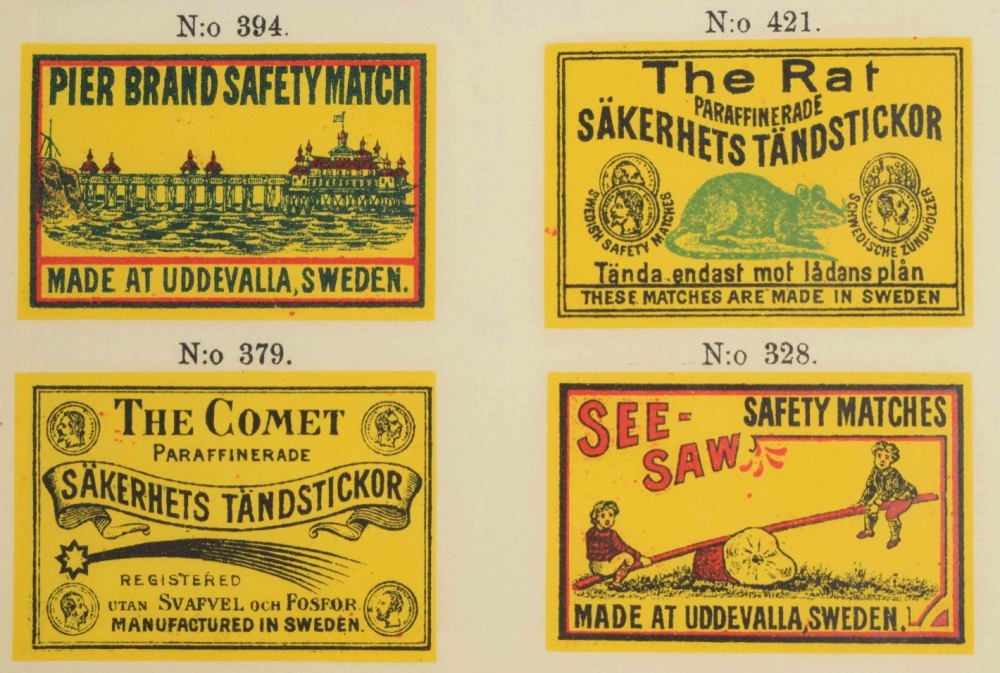 N:o 394.
PIER BRAND SAFETY MATCH
MADE AT UDDEVALLA, SWEDEN.
N:o 421.
The Rat
PARAFFINERADE
SÄKERHETS TÄNDSTICKOR
SWEDISH SAFETY MATCHES
SCHWEDISCHE ZÜNDHÖLZER
Tända endast mot lådans plån
THESE MATCHES ARE MADE IN SWEDEN
N:o 379.
THE COMET
PARAFFINERADE
SÄKERHETS TÄNDSTICKOR
REGISTERED
UTAN SVAFVEL OCH FOSFOR
MANUFACTURED IN SWEDEN.
N:o 328.
SEE-
SAW
SAFETY MATCHES
MADE AT UDDEVALLA, SWEDEN.